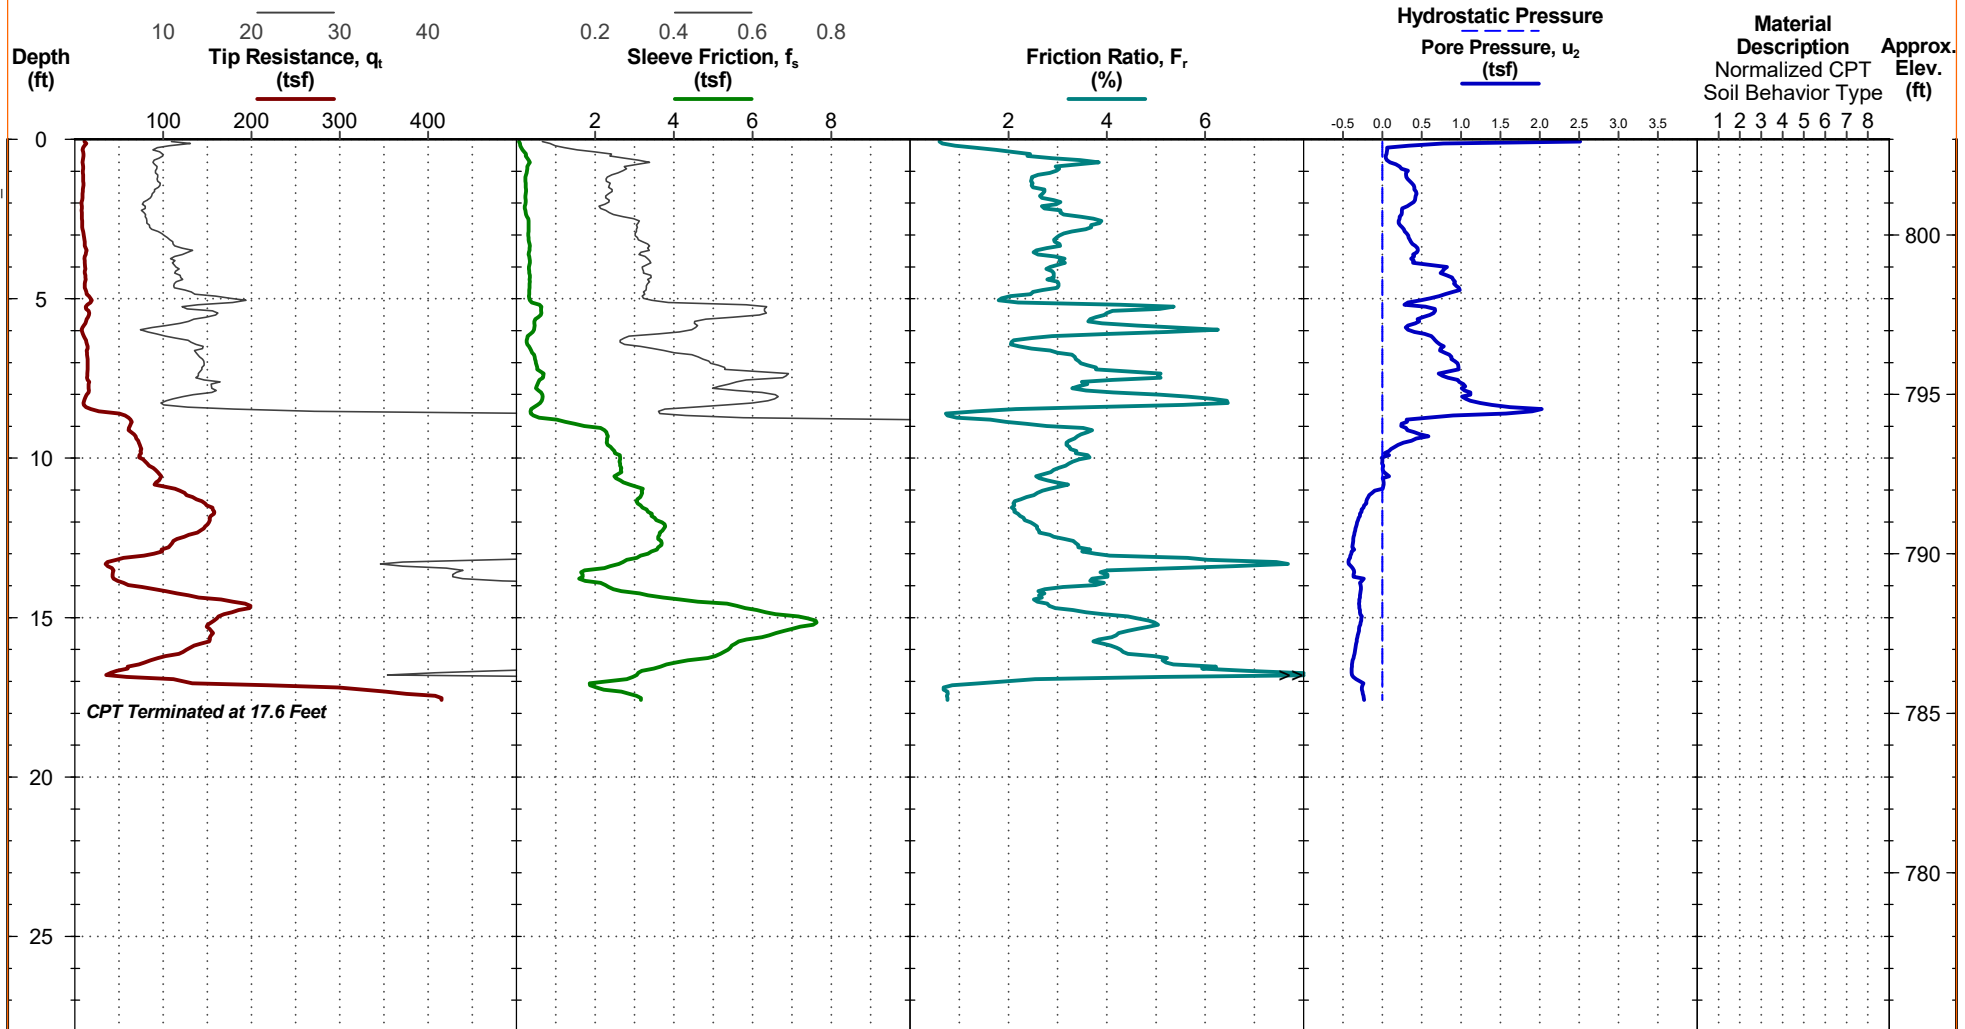 10 20 30 40
0.2 0.4 0.6 0.8
Hydrostatic Pressure
Depth
(ft)
Tip Resistance, qt
(tsf)
Sleeve Friction, fs
(tsf)
Friction Ratio, Fr
(%)
Pore Pressure, u2
(tsf)
Material
Description
Normalized CPT
Soil Behavior Type
Approx.
Elev.
(ft)
100 200 300 400
2 4 6 8
2 4 6
-0.5 0.0 0.5 1.0 1.5 2.0 2.5 3.0 3.5
1 2 3 4 5 6 7 8
0
800
5
795
10
790
>>
15
CPT Terminated at 17.6 Feet
785
20
780
25